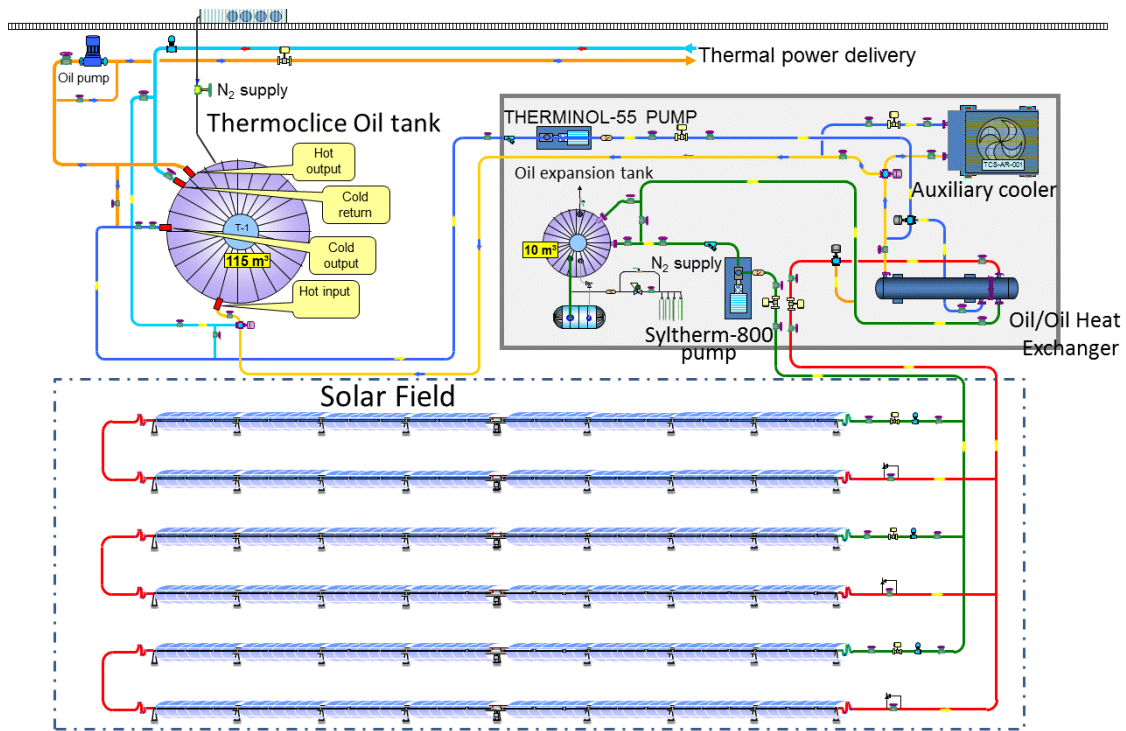 Thermal power delivery
Oil pump
N2 supply
Thermoclice Oil tank
Hot
output
Cold
return
Cold
output
Hot input
T-1
115 m³
THERMINOL-55 PUMP
Oil expansion tank
10 m³
N2 supply
Syltherm-800
pump
TCS-AR-001
Auxiliary cooler
Oil/Oil Heat
Exchanger
Solar Field